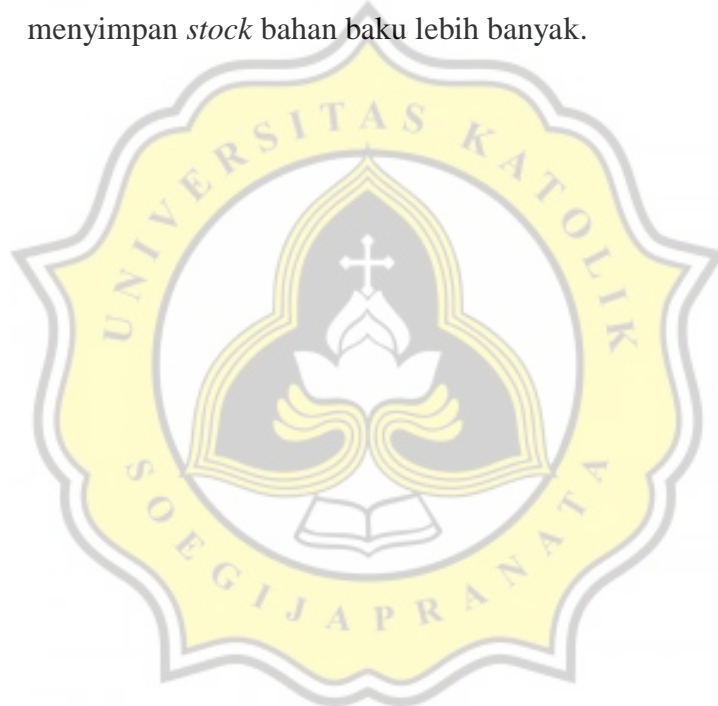 menyimpan stock bahan baku lebih banyak.
UNIVERSITAS KATOLIK
SOEGIJAPRANATA